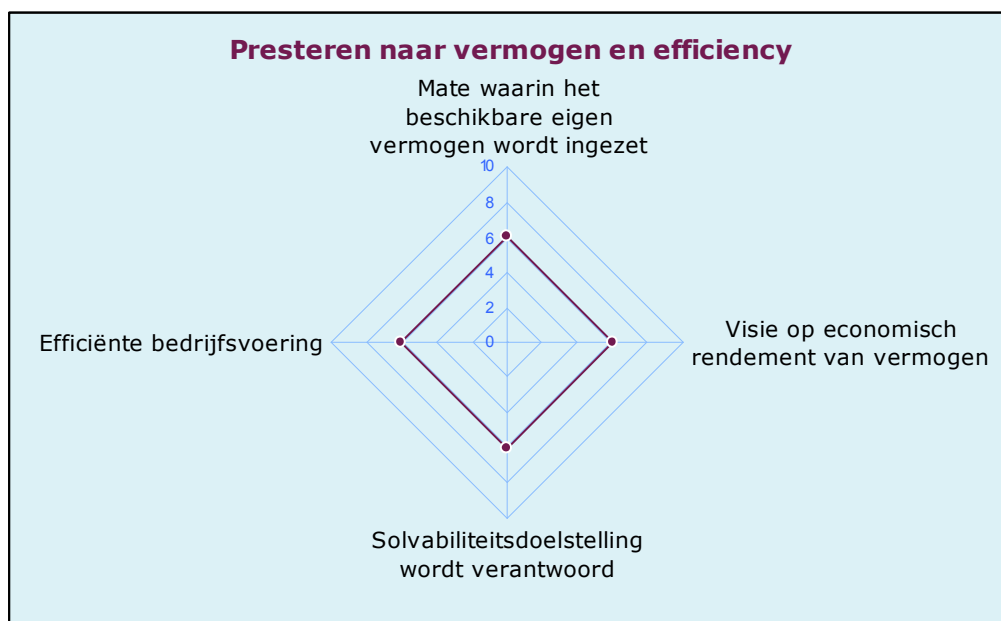 Presteren naar vermogen en efficiency
Mate waarin het
beschikbare eigen
vermogen wordt ingezet
10
8
6
4
2
0
Efficiënte bedrijfsvoering
Visie op economisch
rendement van vermogen
Solvabiliteitsdoelstelling
wordt verantwoord